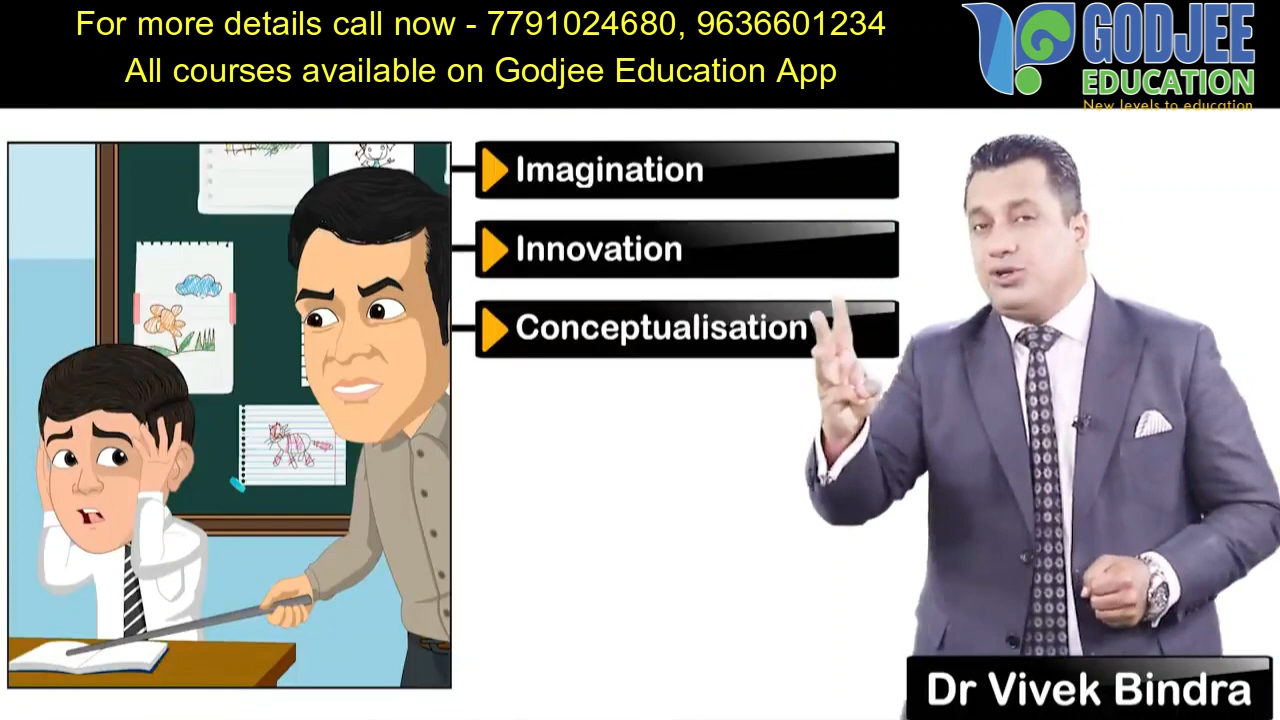 For more details call now - 7791024680, 9636601234
All courses available on Godjee Education App
GODJEE
EDUCATION
New levels to education
Imagination
Innovation
Conceptualisation
Dr Vivek Bindra